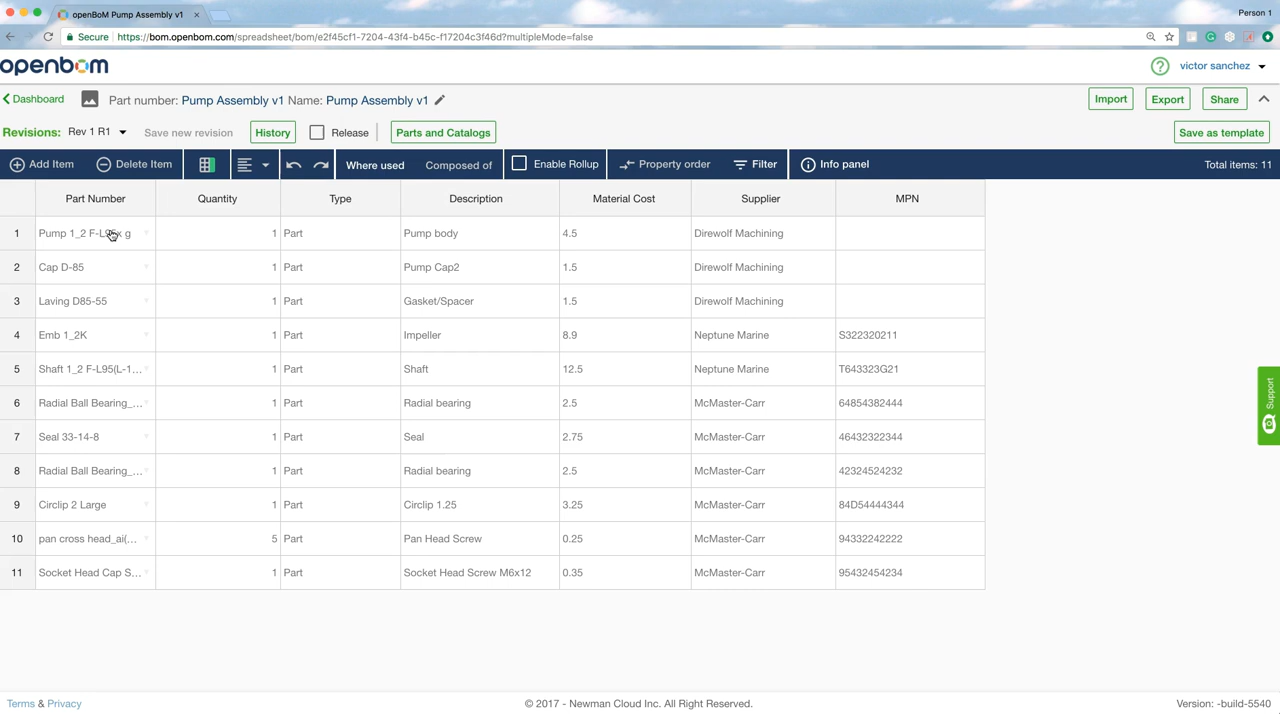 openBoM Pump Assembly v1
Person 1
Secure https://bom.openbom.com/spreadsheet/bom/e2f45cf1-7204-43f4-b45c-f17204c3f46d?multipleMode=false
openbom
victor sanchez
Dashboard Part number: Pump Assembly v1 Name: Pump Assembly v1 Import Export Share
Revisions: Rev 1 R1 Save new revision History Release Parts and Catalogs Save as template
Add Item Delete Item Where used Composed of Enable Rollup Property order Filter Info panel Total items: 11
Part Number Quantity Type Description Material Cost Supplier MPN
1 Pump 1_2 g 1 Part Pump body 4.5 Direwolf Machining
2 Cap D-85 1 Part Pump Cap2 1.5 Direwolf Machining
3 Laving D85-55 1 Part Gasket/Spacer 1.5 Direwolf Machining
4 Emb 1_2K 1 Part Impeller 8.9 Neptune Marine S322320211
5 Shaft 1_2 F-L95(L-1... 1 Part Shaft 12.5 Neptune Marine T643323G21
6 Radial Ball Bearing_... 1 Part Radial bearing 2.5 McMaster-Carr 64854382444
7 Seal 33-14-8 1 Part Seal 2.75 McMaster-Carr 46432322344
8 Radial Ball Bearing_... 1 Part Radial bearing 2.5 McMaster-Carr 42324524232
9 Circlip 2 Large 1 Part Circlip 1.25 3.25 McMaster-Carr 84D54444344
10 pan cross head_ai(... 5 Part Pan Head Screw 0.25 McMaster-Carr 94332242222
11 Socket Head Cap S... 1 Part Socket Head Screw M6x12 0.35 McMaster-Carr 95432454234
Support
Terms & Privacy © 2017 - Newman Cloud Inc. All Right Reserved. Version: -build-5540